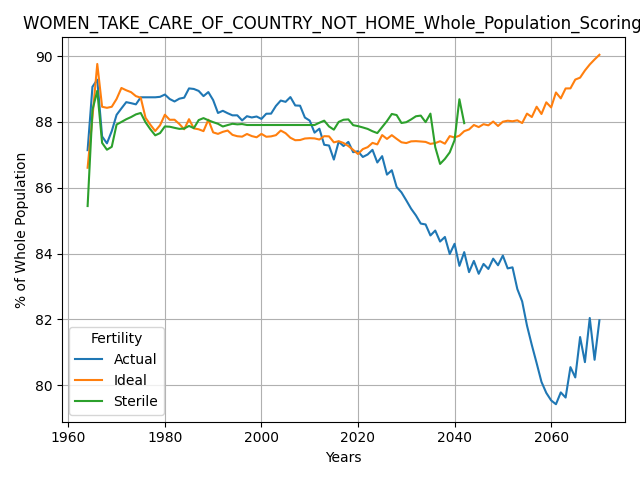 WOMEN_TAKE_CARE_OF_COUNTRY_NOT_HOME_Whole_Population_Scoring
90
88
86
84
82
80
% of Whole Population
Fertility
Actual
Ideal
Sterile
1960 1980 2000 2020 2040 2060
Years